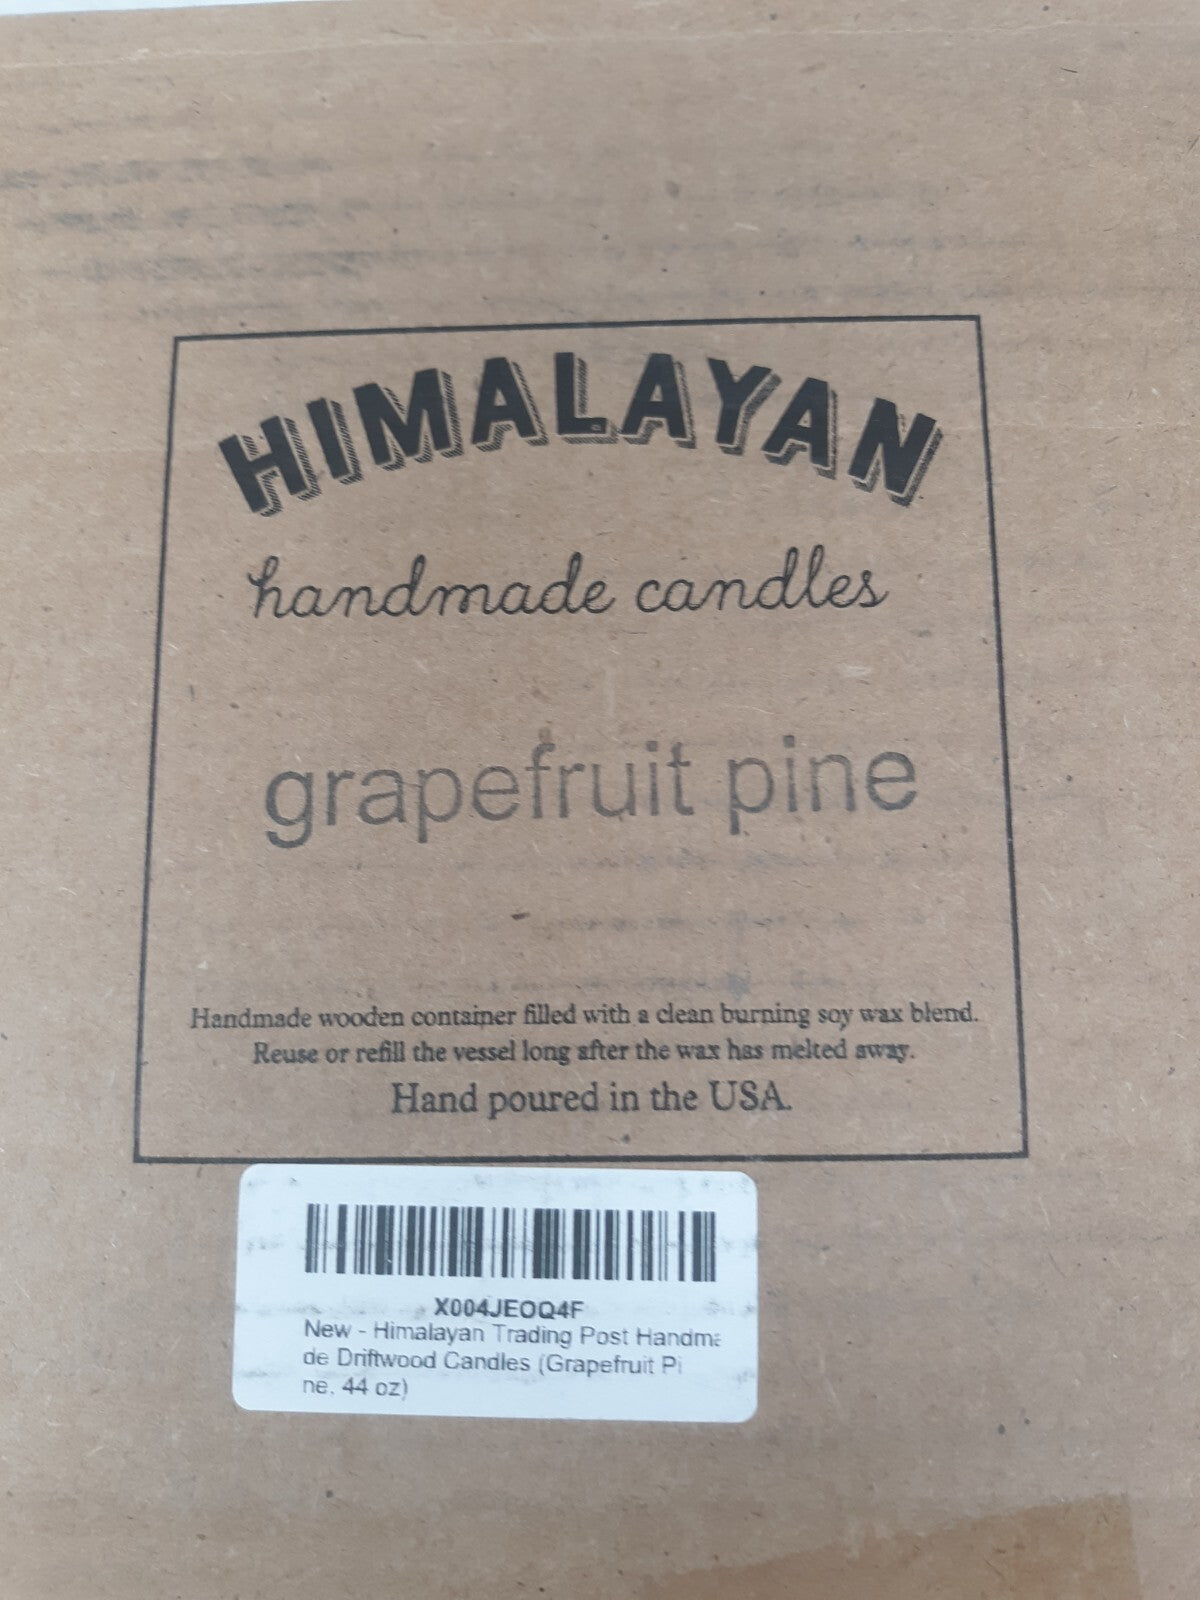 HIMALAYAN
handmade candles
grapefruit pine
Handmade wooden container filled with a clean burning soy wax blend.
Reuse or refill the vessel long after the wax has melted away.
Hand poured in the USA.
X004JEOQ4F
New - Himalayan Trading Post Handma
de Driftwood Candles (Grapefruit Pi
ne, 44 oz)